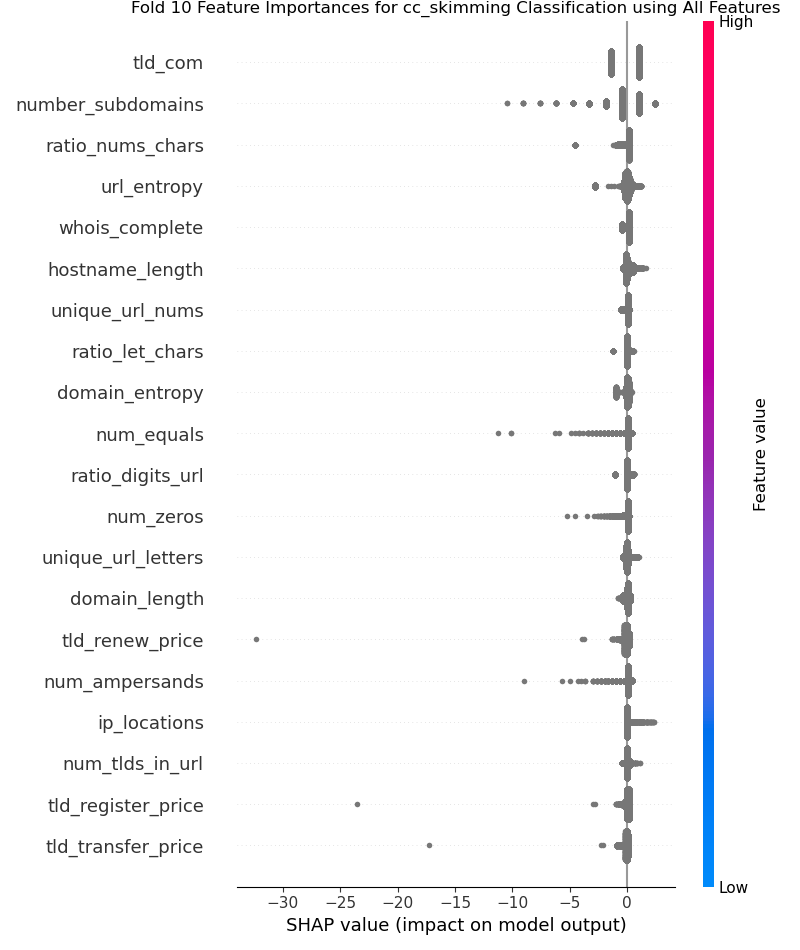 Fold 10 Feature Importances for cc_skimming Classification using All Features
High
tld_com
number_subdomains
ratio_nums_chars
url_entropy
whois_complete
hostname_length
unique_url_nums
ratio_let_chars
domain_entropy
num_equals
ratio_digits_url
num_zeros
unique_url_letters
domain_length
tld_renew_price
num_ampersands
ip_locations
num_tlds_in_url
tld_register_price
tld_transfer_price
Feature value
Low
−30 −25 −20 −15 −10 −5 0
SHAP value (impact on model output)